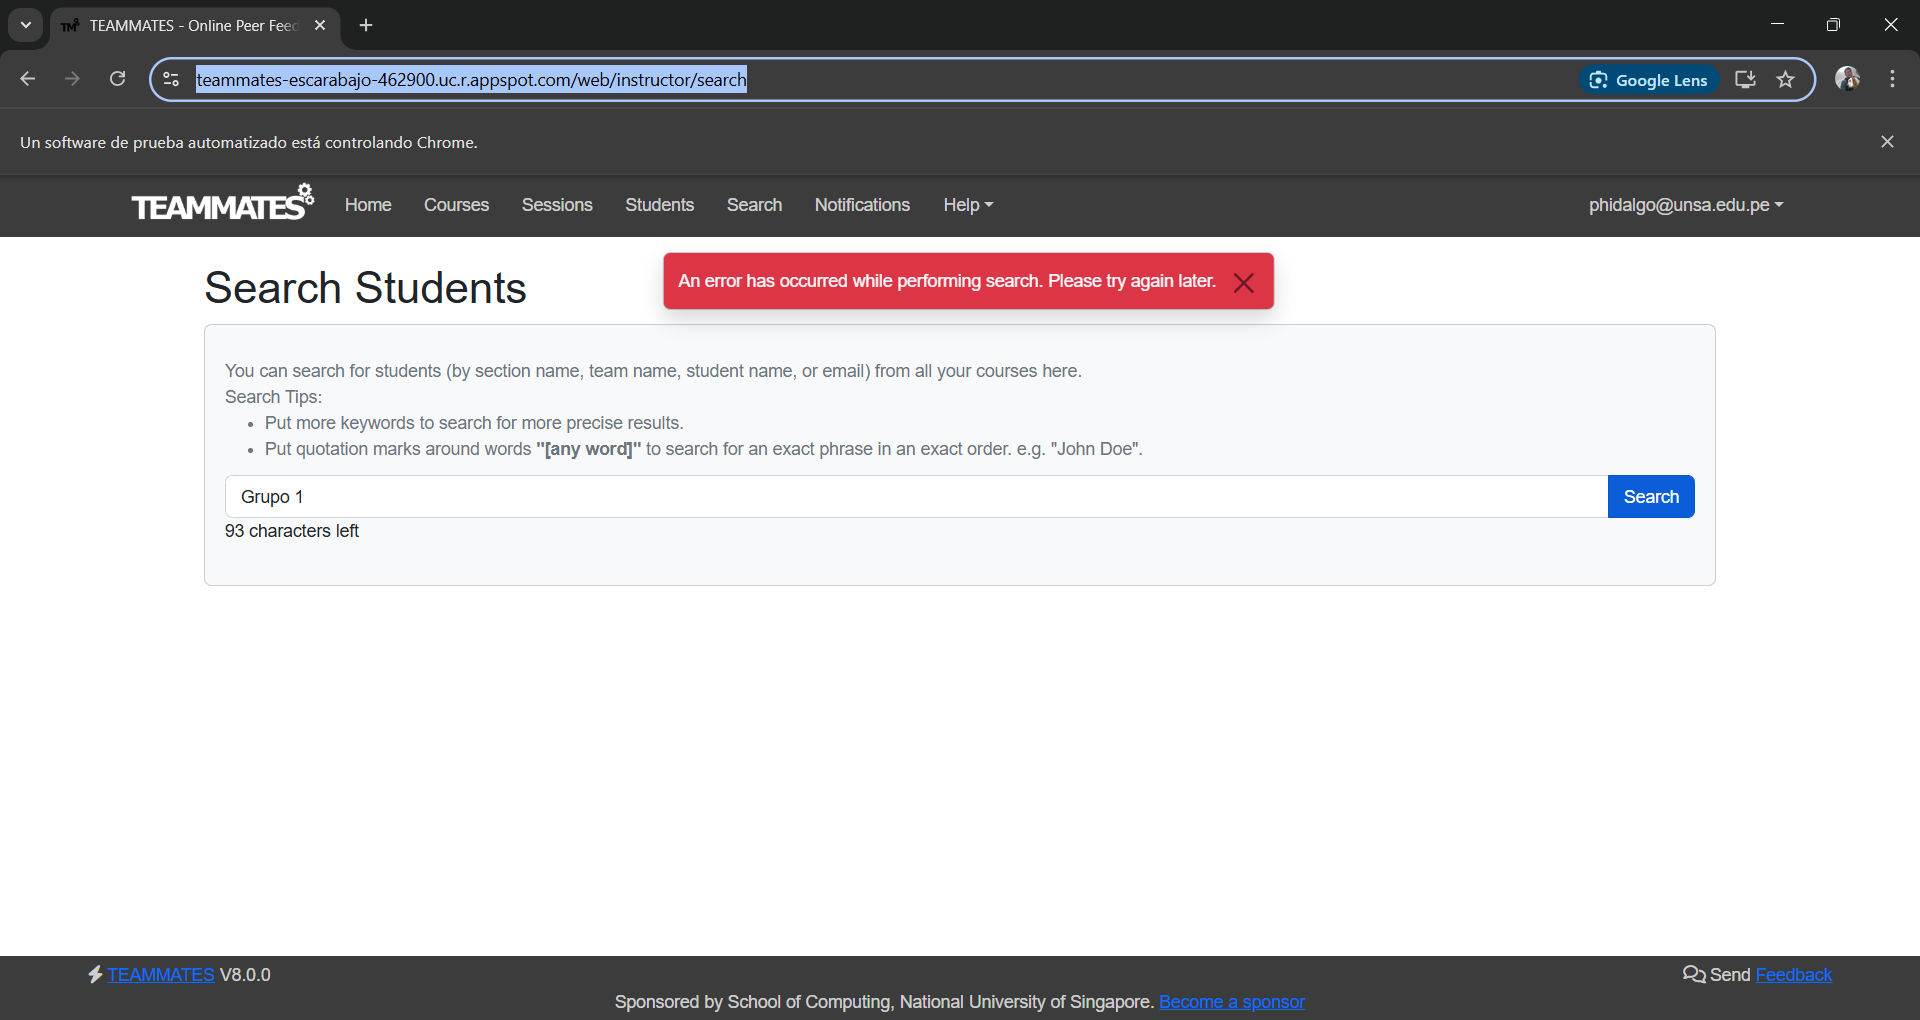 TEAMMATES - Online Peer Feed
teammates-escarabajo-462900.uc.r.appspot.com/web/instructor/search
Google Lens
Un software de prueba automatizado está controlando Chrome.
TEAMMATES Home Courses Sessions Students Search Notifications Help phidalgo@unsa.edu.pe
An error has occurred while performing search. Please try again later.
Search Students
You can search for students (by section name, team name, student name, or email) from all your courses here.
Search Tips:
• Put more keywords to search for more precise results.
• Put quotation marks around words "[any word]" to search for an exact phrase in an exact order. e.g. "John Doe".
Grupo 1
Search
93 characters left
TEAMMATES V8.0.0
Send Feedback
Sponsored by School of Computing, National University of Singapore. Become a sponsor